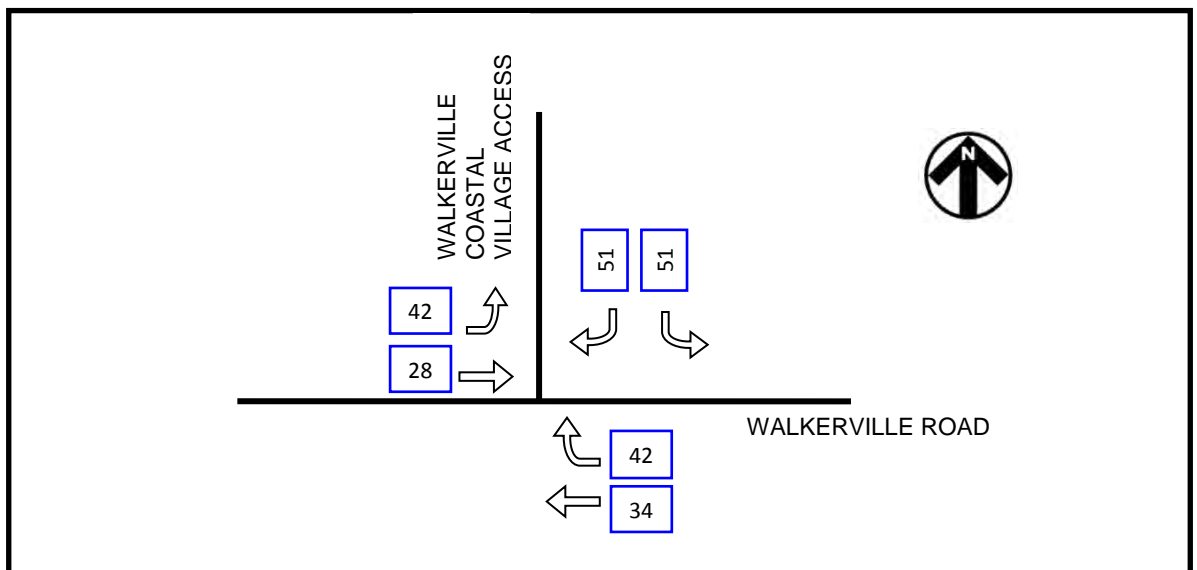 WALKERVILLE
COASTAL
VILLAGE ACCESS
N
51
51
42
28
WALKERVILLE ROAD
42
34